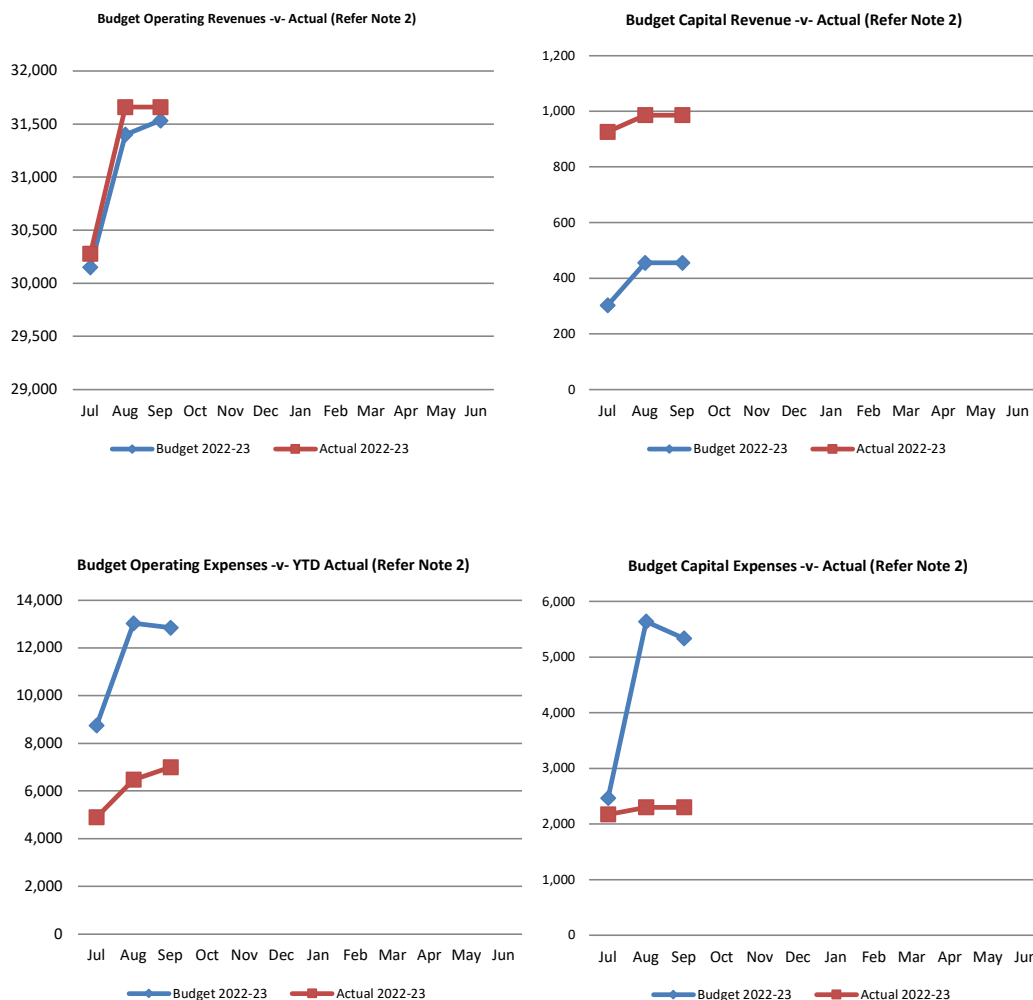 Budget Operating Revenues -v- Actual (Refer Note 2)
32,000
31,500
31,000
30,500
30,000
29,500
29,000
Jul Aug Sep Oct Nov Dec Jan Feb Mar Apr May Jun
Budget 2022-23 Actual 2022-23
Budget Capital Revenue -v- Actual (Refer Note 2)
1,200
1,000
800
600
400
200
0
Jul Aug Sep Oct Nov Dec Jan Feb Mar Apr May Jun
Budget 2022-23 Actual 2022-23
Budget Operating Expenses -v- YTD Actual (Refer Note 2)
14,000
12,000
10,000
8,000
6,000
4,000
2,000
0
Jul Aug Sep Oct Nov Dec Jan Feb Mar Apr May Jun
Budget 2022-23 Actual 2022-23
Budget Capital Expenses -v- Actual (Refer Note 2)
6,000
5,000
4,000
3,000
2,000
1,000
0
Jul Aug Sep Oct Nov Dec Jan Feb Mar Apr May Jun
Budget 2022-23 Actual 2022-23